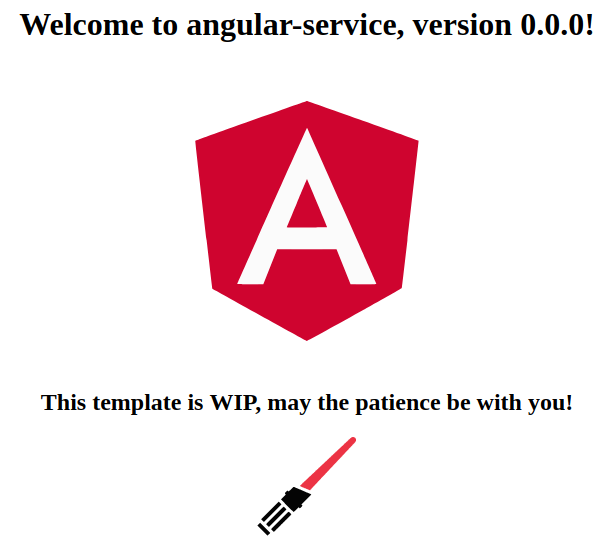 Welcome to angular-service, version 0.0.0!
A
This template is WIP, may the patience be with you!